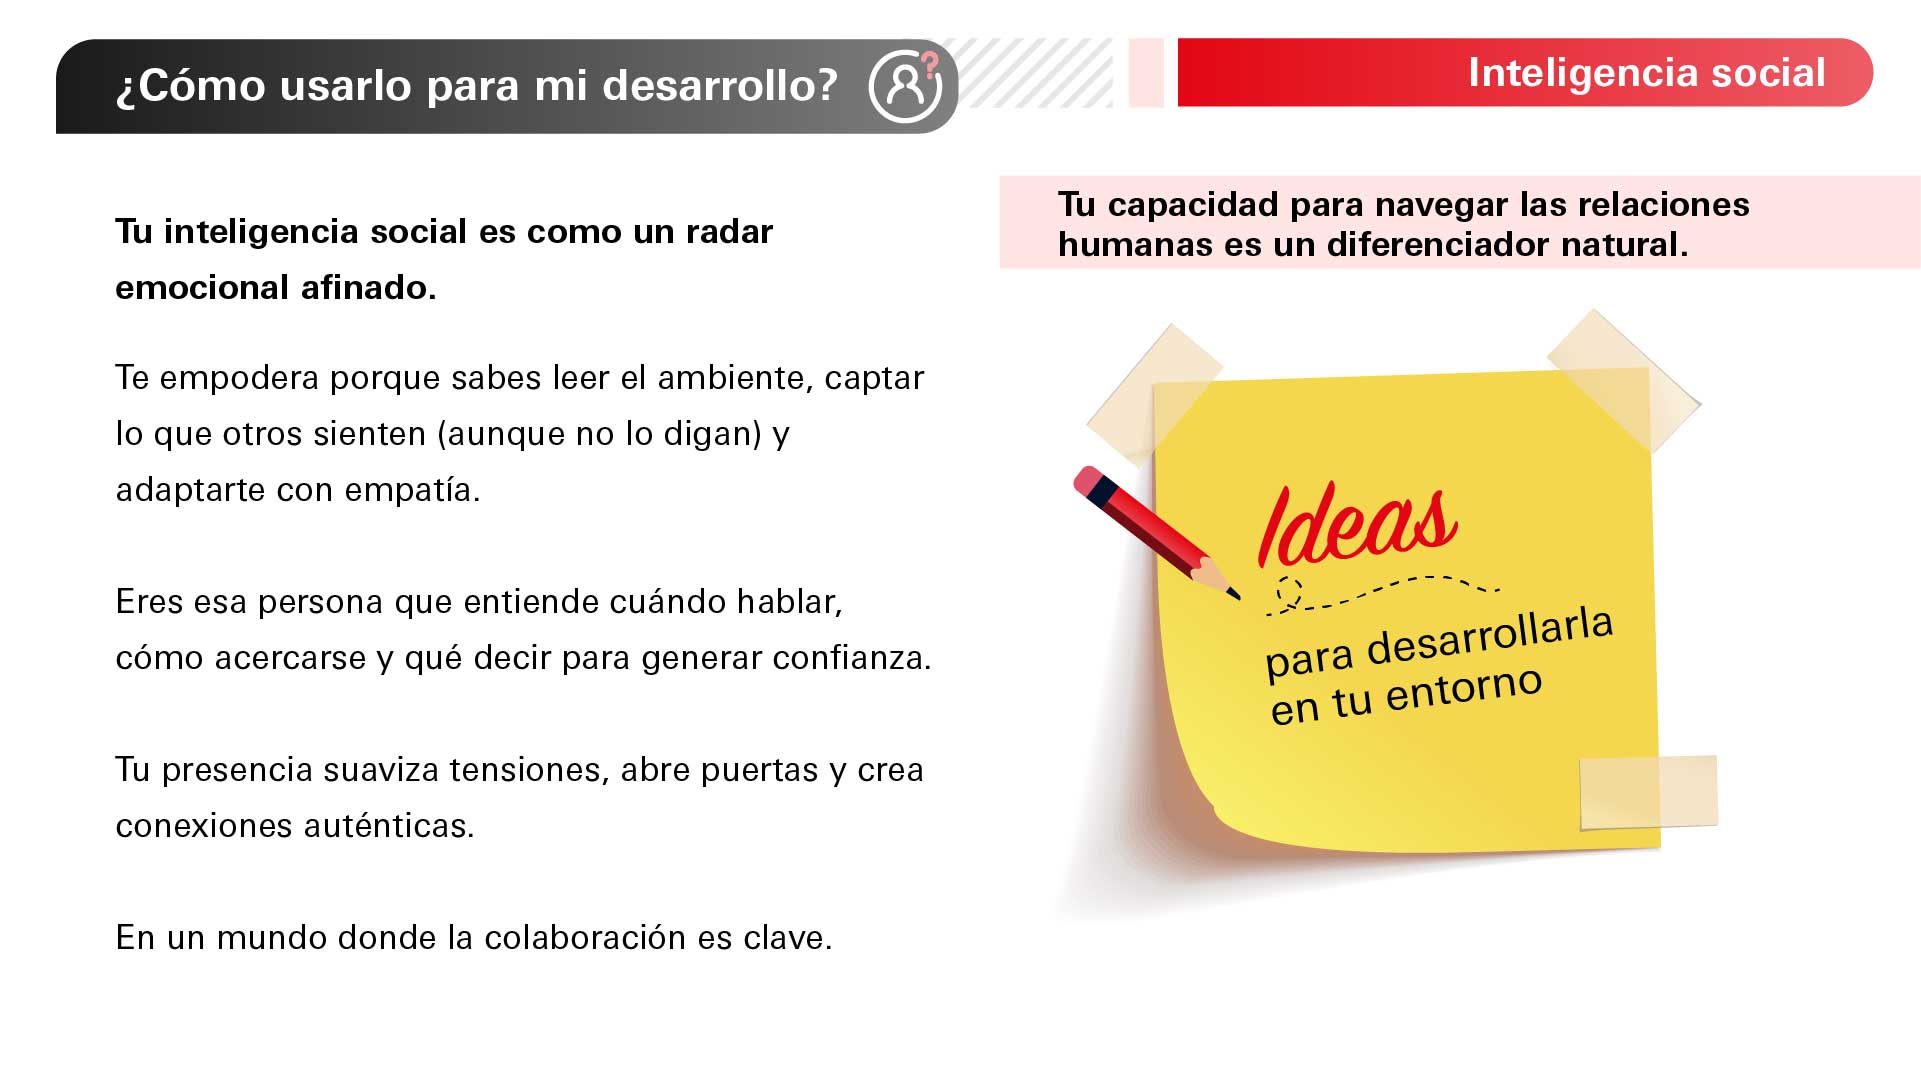 ¿Cómo usarlo para mi desarrollo?
Inteligencia social
Tu inteligencia social es como un radar
emocional afinado.
Te empodera porque sabes leer el ambiente, captar
lo que otros sienten (aunque no lo digan) y
adaptarte con empatía.
Eres esa persona que entiende cuándo hablar,
cómo acercarse y qué decir para generar confianza.
Tu presencia suaviza tensiones, abre puertas y crea
conexiones auténticas.
En un mundo donde la colaboración es clave.
Tu capacidad para navegar las relaciones
humanas es un diferenciador natural.
Ideas
para desarrollarla
en tu entorno